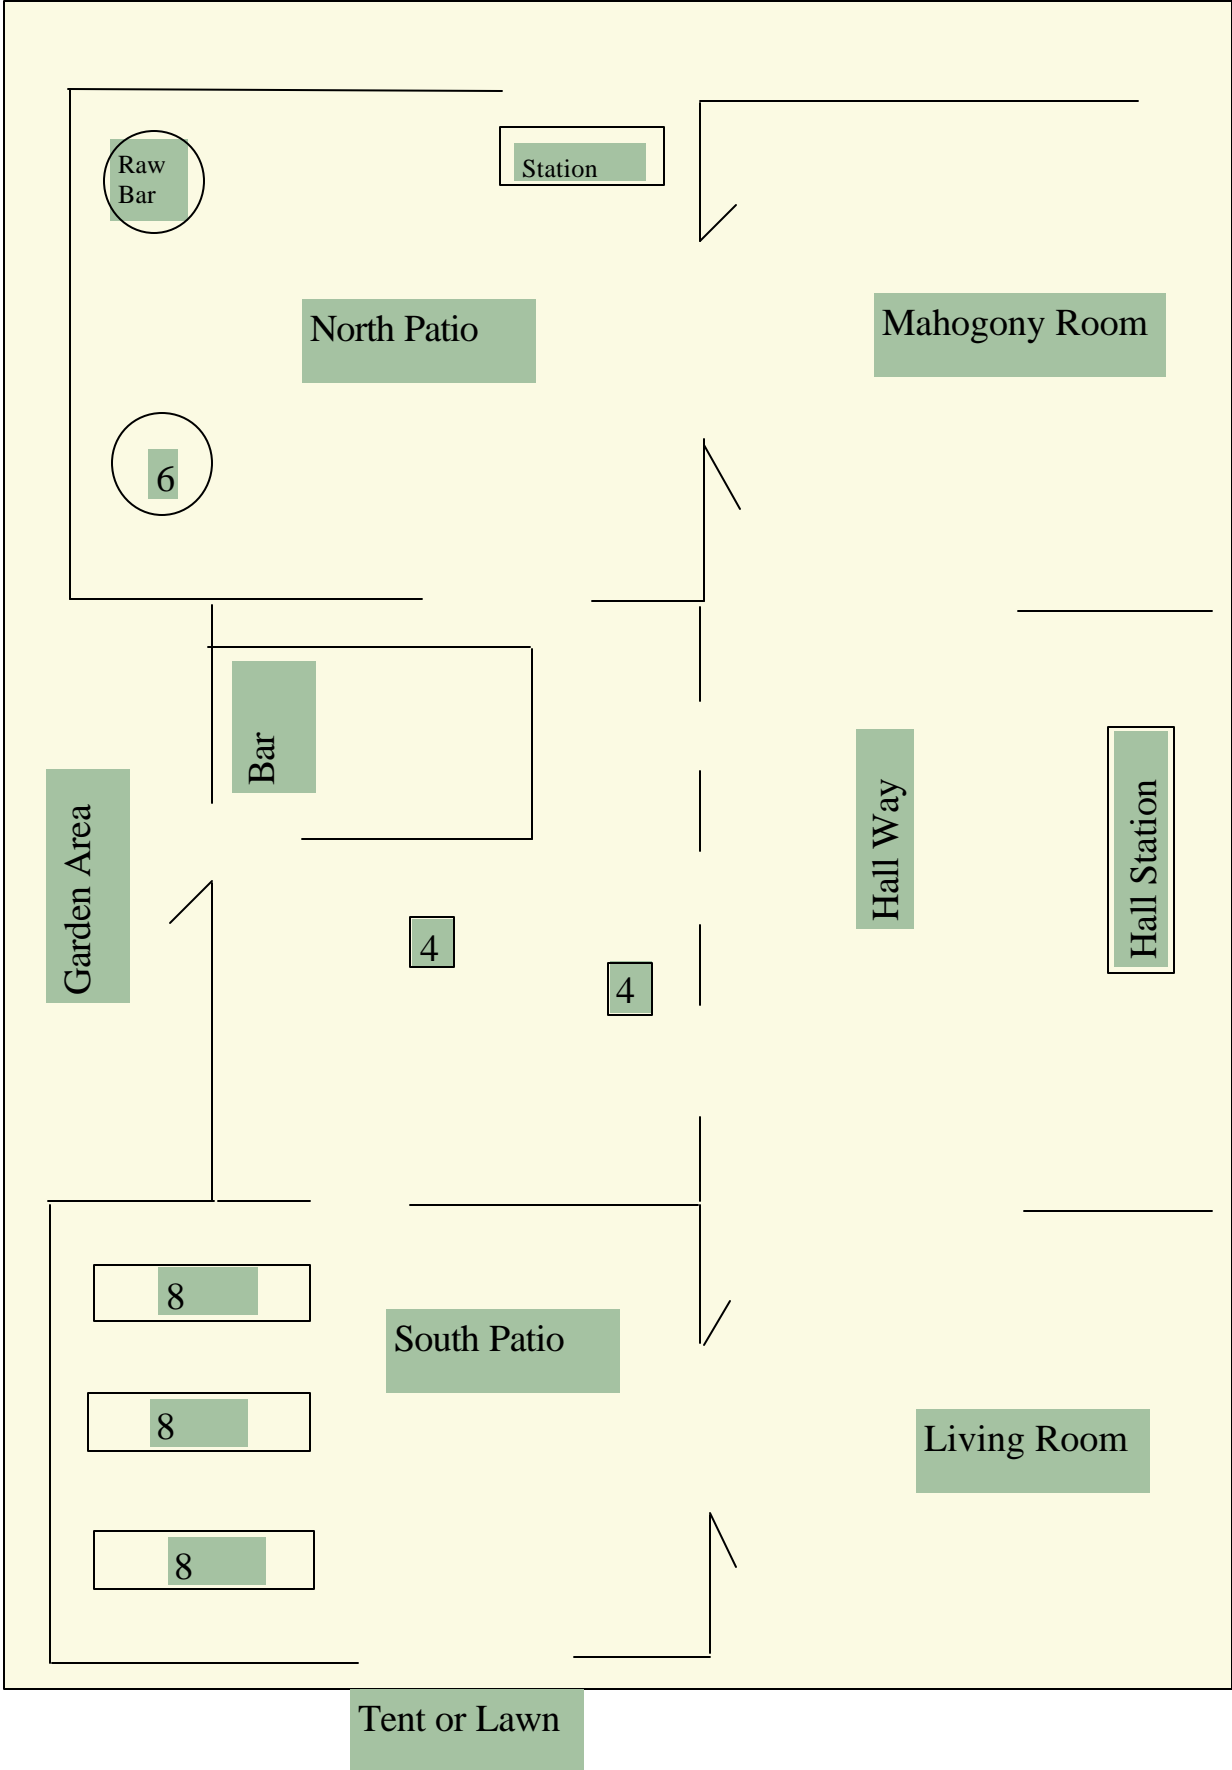 Raw
Bar
Station
North Patio
Mahogony Room
6
Bar
Garden Area
Hall Way
Hall Station
4
4
8
South Patio
8
Living Room
8
Tent or Lawn